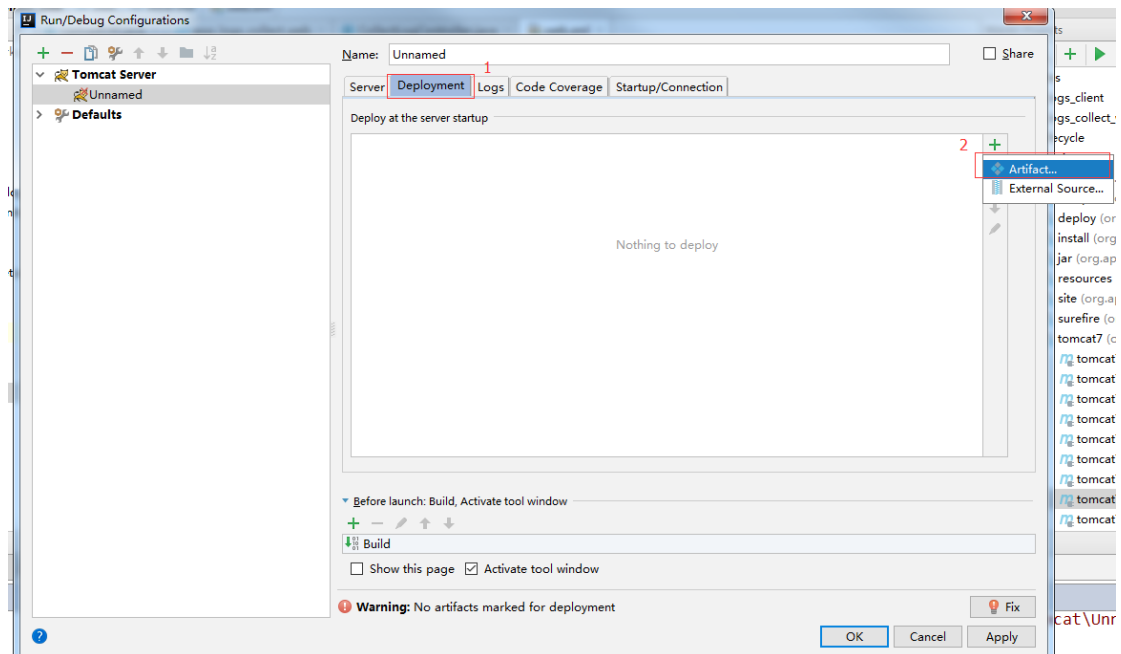 Run/Debug Configurations
Name: Unnamed
Share
Tomcat Server
Unnamed
Defaults
1
Server Deployment Logs Code Coverage Startup/Connection
Deploy at the server startup
2
Artifact...
External Source...
Nothing to deploy
Before launch: Build, Activate tool window
Build
Show this page Activate tool window
Warning: No artifacts marked for deployment
Fix
OK Cancel Apply
gs_client
gs_collect_
deploy (or
install (org
jar (org.ap
resources
site (org.a
surefire (o
tomcat7 (c
tomcat
tomcat
tomcat
tomcat
tomcat
tomcat
tomcat
tomcat
tomcat
cat\Unr